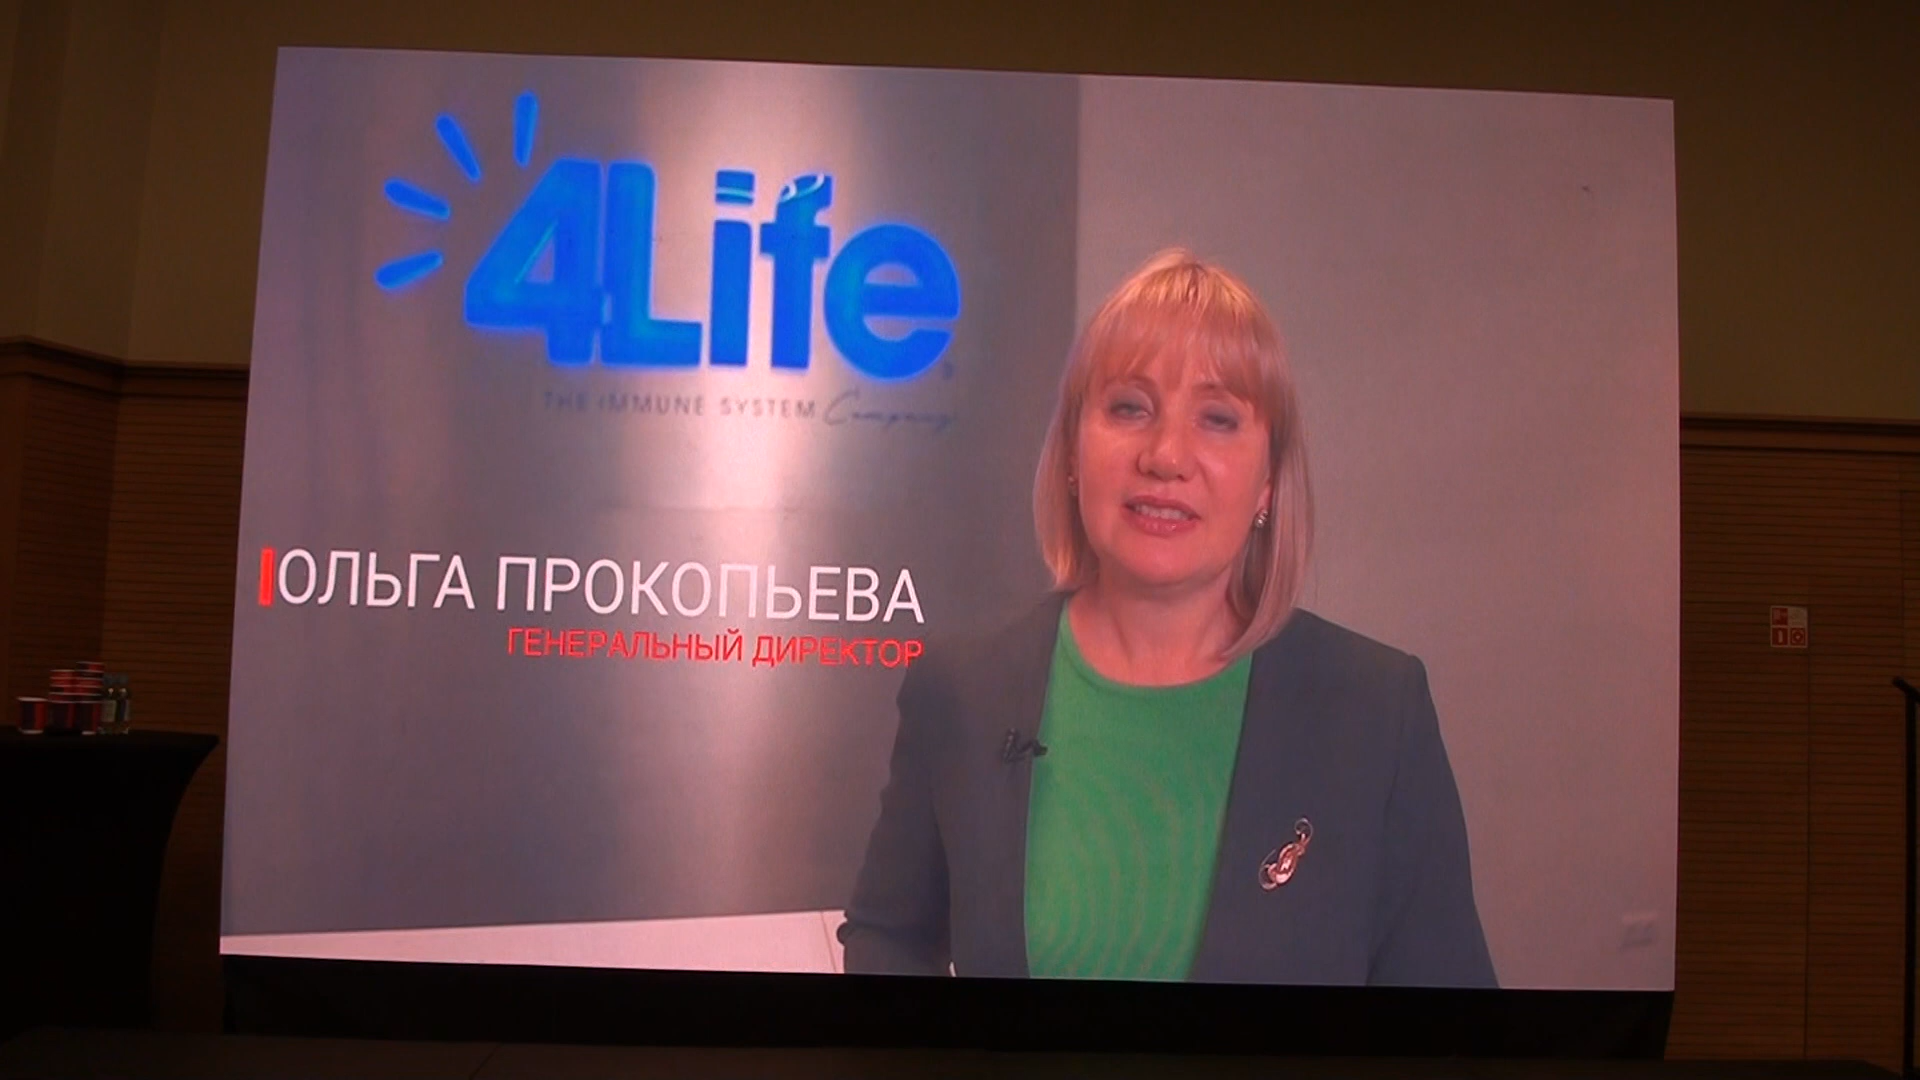 4Life
THE IMMUNE SYSTEM Company
ОЛЬГА ПРОКОПЬЕВА
ГЕНЕРАЛЬНЫЙ ДИРЕКТОР